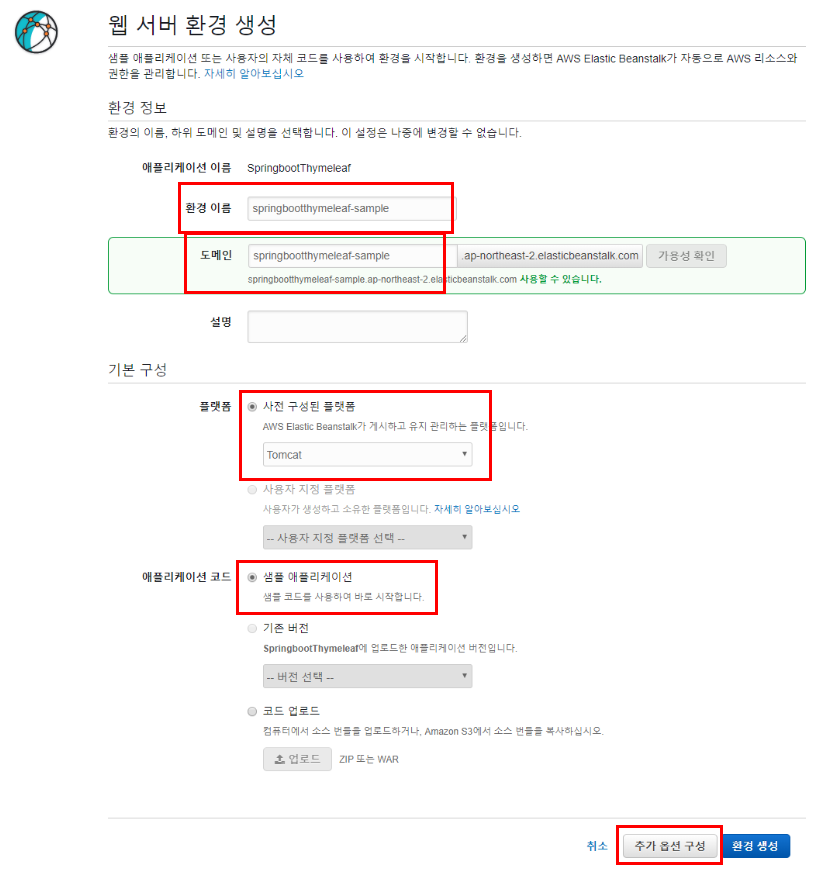 웹 서버 환경 생성
샘플 애플리케이션 또는 사용자의 자체 코드를 사용하여 환경을 시작합니다. 환경을 생성하면 AWS Elastic Beanstalk가 자동으로 AWS 리소스와
권한을 관리합니다. 자세히 알아보십시오
환경 정보
환경의 이름, 하위 도메인 및 설명을 선택합니다. 이 설정은 나중에 변경할 수 없습니다.
애플리케이션 이름 SpringbootThymeleaf
환경 이름 springbootthymeleaf-sample
도메인 springbootthymeleaf-sample .ap-northeast-2.elasticbeanstalk.com 가용성 확인
springbootthymeleaf-sample.ap-northeast-2.elasticbeanstalk.com 사용할 수 있습니다.
설명
기본 구성
플랫폼 사전 구성된 플랫폼
AWS Elastic Beanstalk가 게시하고 유지 관리하는 플랫폼입니다.
Tomcat
사용자 지정 플랫폼
사용자가 생성하고 소유한 플랫폼입니다. 자세히 알아보십시오
-- 사용자 지정 플랫폼 선택 --
애플리케이션 코드 샘플 애플리케이션
샘플 코드를 사용하여 바로 시작합니다.
기존 버전
SpringbootThymeleaf에 업로드한 애플리케이션 버전입니다.
-- 버전 선택 --
코드 업로드
컴퓨터에서 소스 번들을 업로드하거나, Amazon S3에서 소스 번들을 복사하십시오.
업로드 ZIP 또는 WAR
취소 추가 옵션 구성 환경 생성